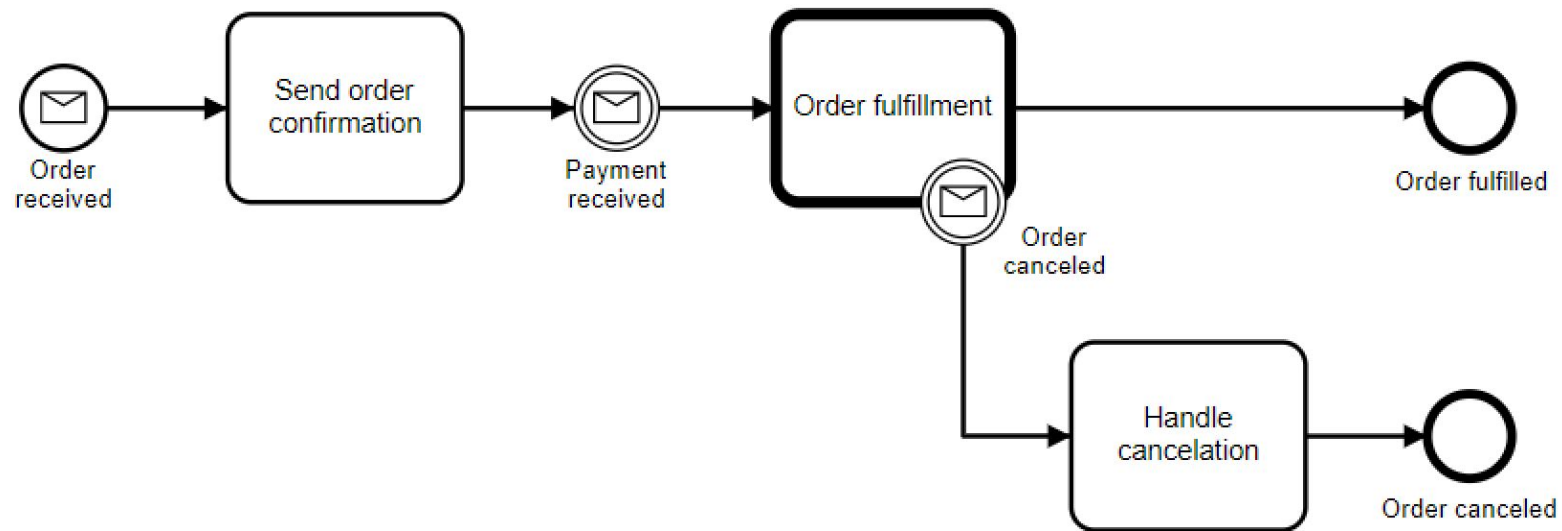 Order
received
Send order
confirmation
Payment
received
Order fulfillment
Order
canceled
Order fulfilled
Handle
cancelation
Order canceled